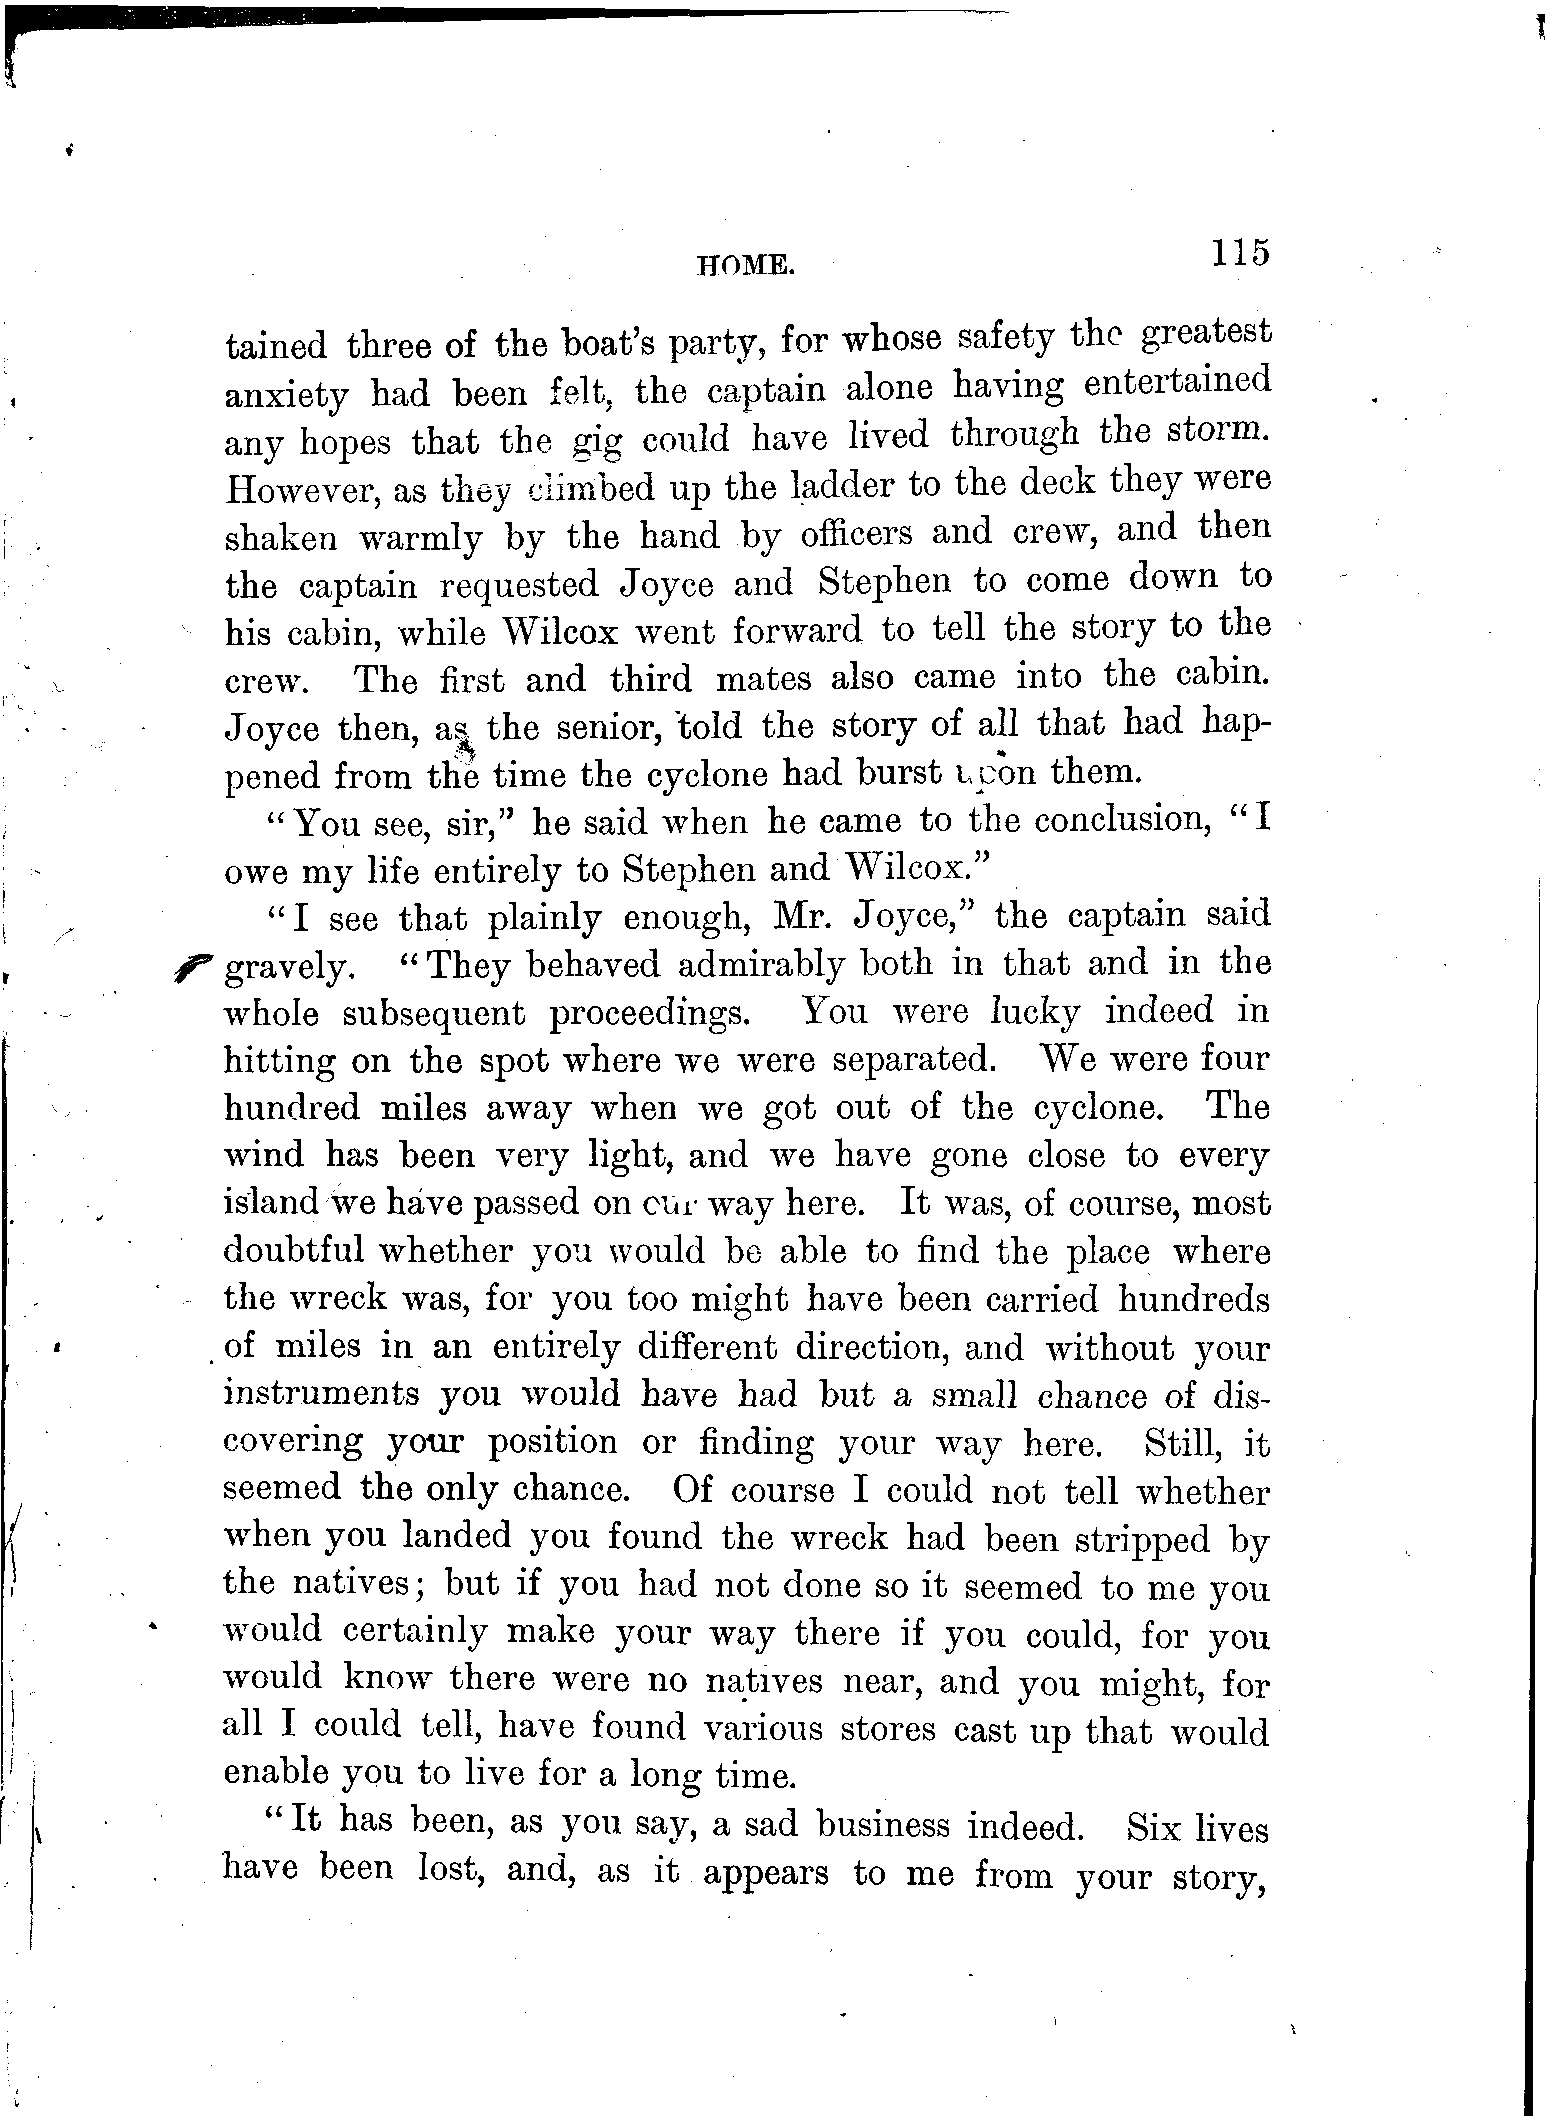 HOME. 115
tained three of the boat's party, for whose safety the greatest
anxiety had been felt, the captain alone having entertained
any hopes that the gig could have lived through the storm.
However, as they climbed up the ladder to the deck they were
shaken warmly by the hand by officers and crew, and then
the captain requested Joyce and Stephen to come down to
his cabin, while Wilcox went forward to tell the story to the
crew. The first and third mates also came into the cabin.
Joyce then, as the senior, told the story of all that had hap-
pened from the time the cyclone had burst upon them.
"You see, sir," he said when he came to the conclusion, "I
owe my life entirely to Stephen and Wilcox."
"I see that plainly enough, Mr. Joyce," the captain said
gravely. "They behaved admirably both in that and in the
whole subsequent proceedings. You were lucky indeed in
hitting on the spot where we were separated. We were four
hundred miles away when we got out of the cyclone. The
wind has been very light, and we have gone close to every
island we have passed on our way here. It was, of course, most
doubtful whether you would be able to find the place where
the wreck was, for you too might have been carried hundreds
of miles in an entirely different direction, and without your
instruments you would have had but a small chance of dis-
covering your position or finding your way here. Still, it
seemed the only chance. Of course I could not tell whether
when you landed you found the wreck had been stripped by
the natives; but if you had not done so it seemed to me you
would certainly make your way there if you could, for you
would know there were no natives near, and you might, for
all I could tell, have found various stores cast up that would
enable you to live for a long time.
"It has been, as you say, a sad business indeed. Six lives
have been lost, and, as it appears to me from your story,